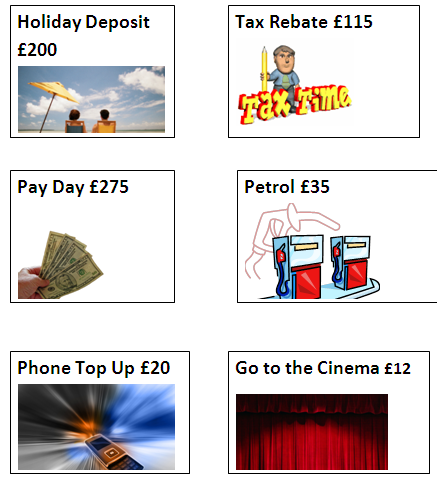 Holiday Deposit
£200
Tax Rebate £115
Tax Time
Pay Day £275
Petrol £35
Phone Top Up £20
Go to the Cinema £12